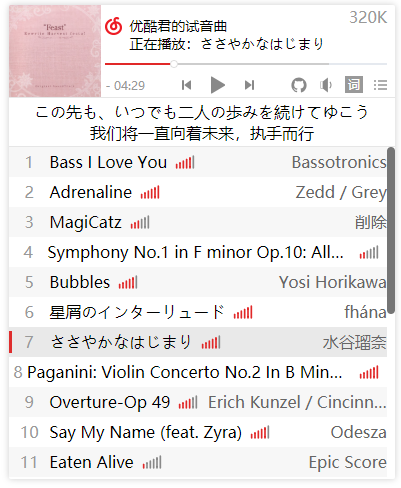 "Feast"
320K
优酷君的试音曲
正在播放：ささやかなはじまり
- 04:29
词
この先も、いつでも二人の歩みを続けてゆこう
我们将一直向着未来，执手而行
1 Bass I Love You Bassotronics
2 Adrenaline Zedd / Grey
3 MagiCatz 削除
4 Symphony No.1 in F minor Op.10: All...
5 Bubbles Yosi Horikawa
6 星屑のインターリュード fhána
7 ささやかなはじまり 水谷瑠奈
8 Paganini: Violin Concerto No.2 In B Min...
9 Overture-Op 49 Erich Kunzel / Cincinn...
10 Say My Name (feat. Zyra) Odesza
11 Eaten Alive Epic Score